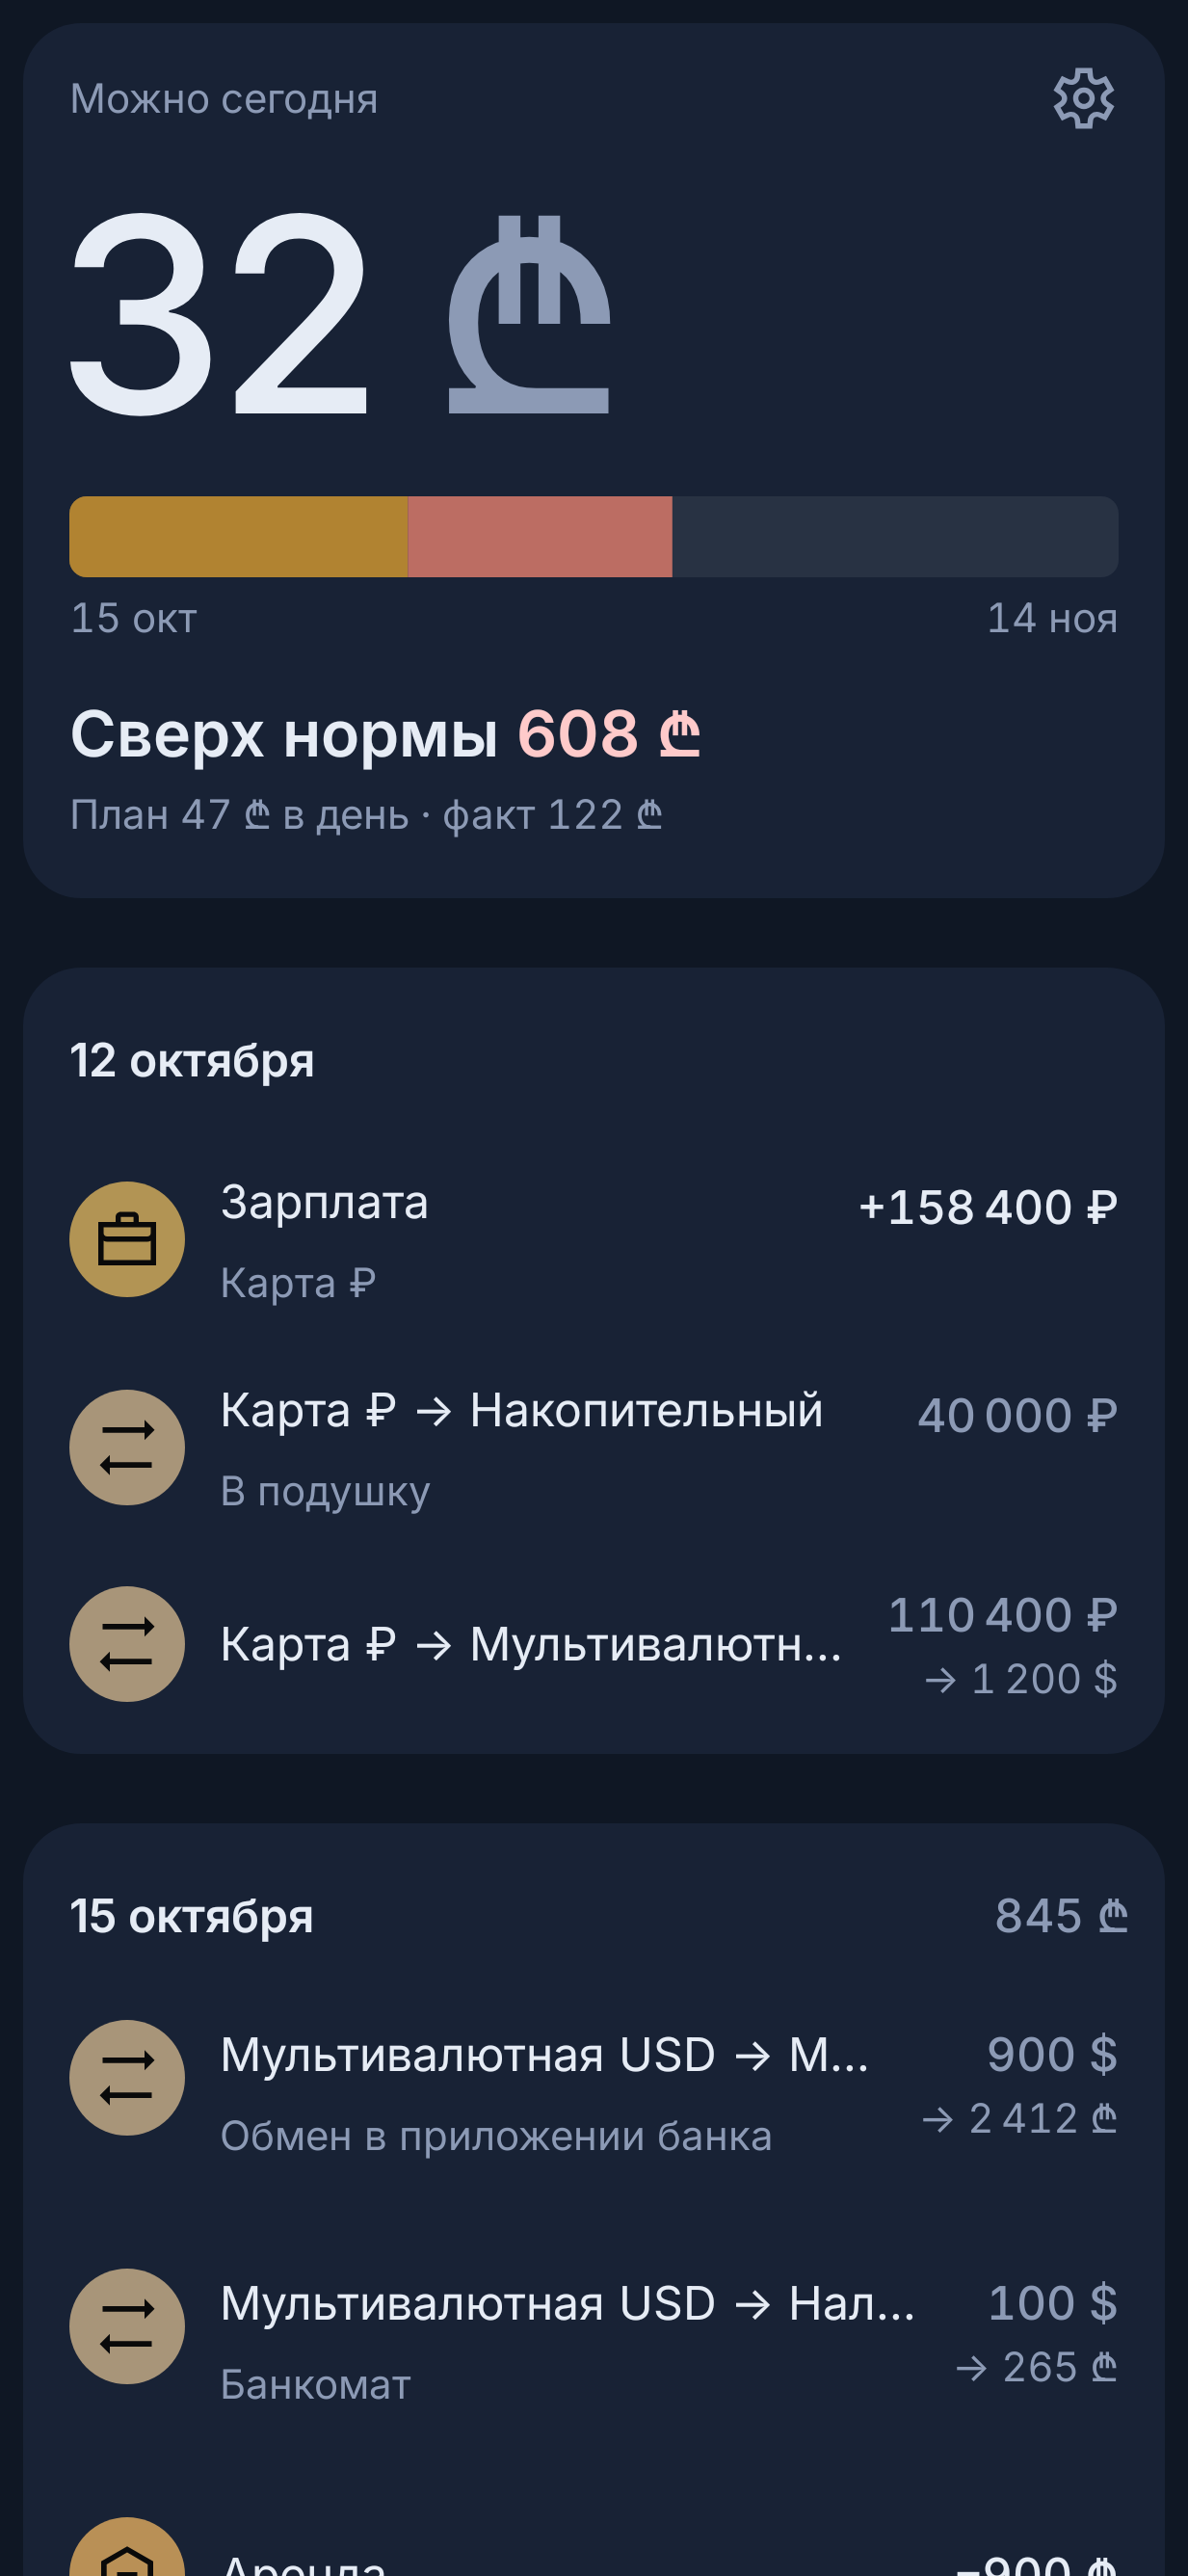 Можно сегодня
32 ₾
15 окт 14 ноя
Сверх нормы 608 ₾
План 47 ₾ в день · факт 122 ₾
12 октября
Зарплата +158 400 ₽
Карта ₽
Карта ₽ → Накопительный 40 000 ₽
В подушку
Карта ₽ → Мультивалютн... 110 400 ₽
→ 1 200 $
15 октября 845 ₾
Мультивалютная USD → М... 900 $
→ 2 412 ₾
Обмен в приложении банка
Мультивалютная USD → Нал... 100 $
→ 265 ₾
Банкомат
Аренда −900 ₾